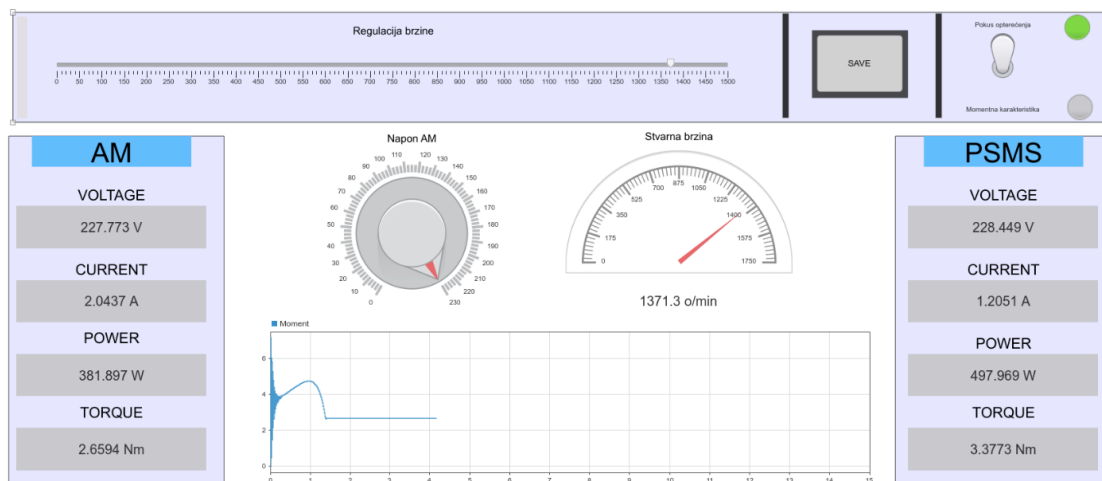 Regulacija brzine
0 50 100 150 200 250 300 350 400 450 500 550 600 650 700 750 800 850 900 950 1000 1050 1100 1150 1200 1250 1300 1350 1400 1450 1500
SAVE
Pokus opterećenja
Momentna karakteristika
AM
VOLTAGE
227.773 V
CURRENT
2.0437 A
POWER
381.897 W
TORQUE
2.6594 Nm
Napon AM
0 10 20 30 40 50 60 70 80 90 100 110 120 130 140 150 160 170 180 190 200 210 220 230
Stvarna brzina
0 175 350 525 700 875 1050 1225 1400 1575 1750
1371.3 o/min
Moment
6
4
2
0
0 1 2 3 4 5 6 7 8 9 10 11 12 13 14 15
PSMS
VOLTAGE
228.449 V
CURRENT
1.2051 A
POWER
497.969 W
TORQUE
3.3773 Nm